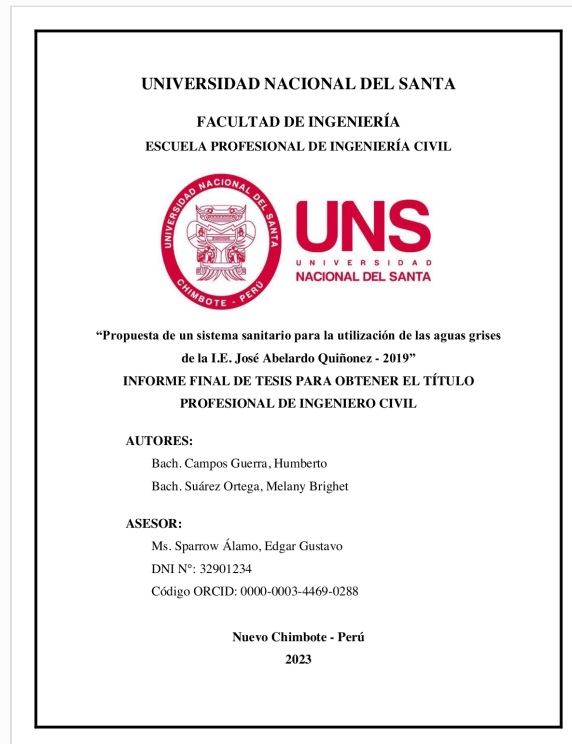 UNIVERSIDAD NACIONAL DEL SANTA
FACULTAD DE INGENIERÍA
ESCUELA PROFESIONAL DE INGENIERÍA CIVIL
UNIVERSIDAD NACIONAL DEL SANTA
CHIMBOTE - PERÚ
UNS
UNIVERSIDAD
NACIONAL DEL SANTA
“Propuesta de un sistema sanitario para la utilización de las aguas grises
de la I.E. José Abelardo Quiñonez - 2019”
INFORME FINAL DE TESIS PARA OBTENER EL TÍTULO
PROFESIONAL DE INGENIERO CIVIL
AUTORES:
Bach. Campos Guerra, Humberto
Bach. Suárez Ortega, Melany Brighet
ASESOR:
Ms. Sparrow Álamo, Edgar Gustavo
DNI N°: 32901234
Código ORCID: 0000-0003-4469-0288
Nuevo Chimbote - Perú
2023